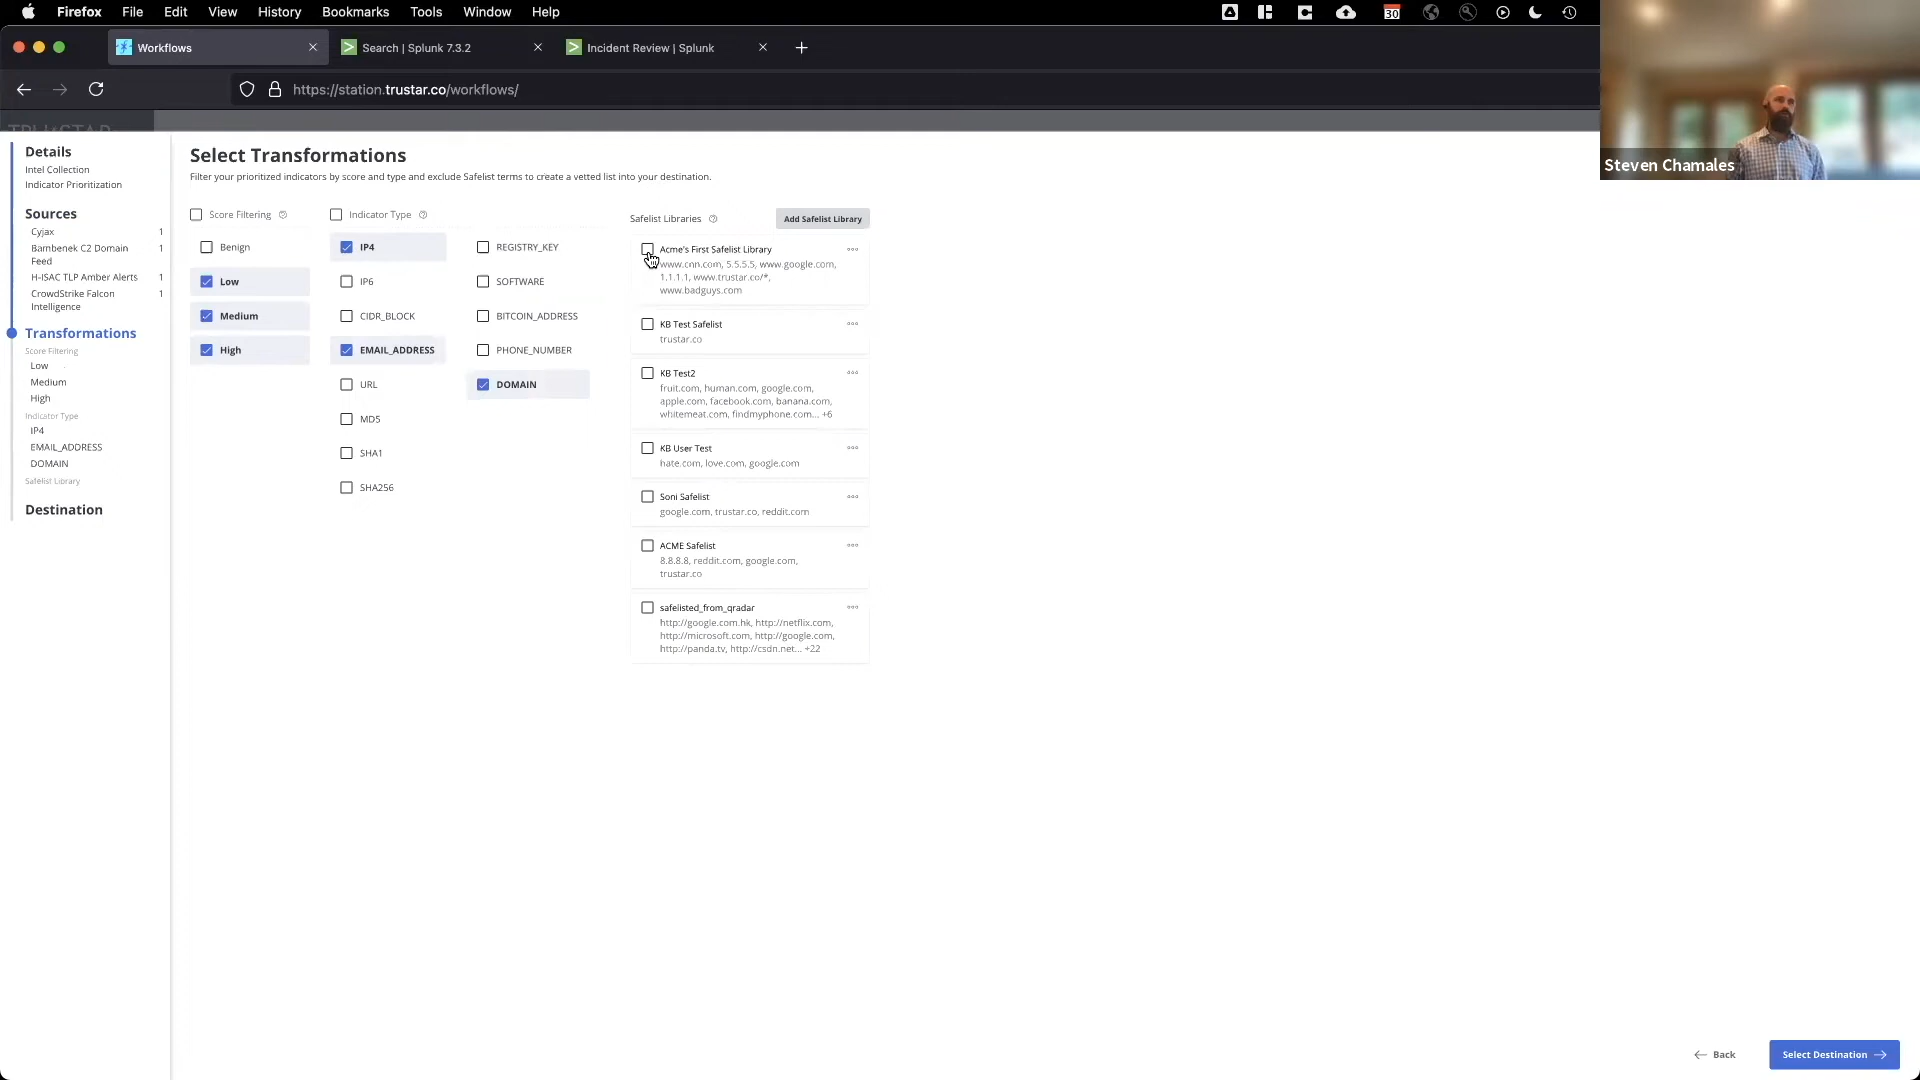 Firefox File Edit View History Bookmarks Tools Window Help
30
Workflows
Search | Splunk 7.3.2
Incident Review | Splunk
https://station.trustar.co/workflows/
Steven Chamales
Details
Intel Collection
Indicator Prioritization
Sources
Cyjax 1
Bambenek C2 Domain 1
Feed
H-ISAC TLP Amber Alerts 1
CrowdStrike Falcon 1
Intelligence
Transformations
Score Filtering
Low
Medium
High
Indicator Type
IP4
EMAIL_ADDRESS
DOMAIN
Safelist Library
Destination
Select Transformations
Filter your prioritized indicators by score and type and exclude Safelist terms to create a vetted list into your destination.
Score Filtering
Benign
Low
Medium
High
Indicator Type
IP4
IP6
CIDR_BLOCK
EMAIL_ADDRESS
URL
MD5
SHA1
SHA256
REGISTRY_KEY
SOFTWARE
BITCOIN_ADDRESS
PHONE_NUMBER
DOMAIN
Safelist Libraries
Add Safelist Library
Acme's First Safelist Library
www.cnn.com, 5.5.5.5, www.google.com,
1.1.1.1, www.trustar.co/*,
www.badguys.com
KB Test Safelist
trustar.co
KB Test2
fruit.com, human.com, google.com,
apple.com, facebook.com, banana.com,
whitemeat.com, findmyphone.com... +6
KB User Test
hate.com, love.com, google.com
Soni Safelist
google.com, trustar.co, reddit.com
ACME Safelist
8.8.8.8, reddit.com, google.com,
trustar.co
safelisted_from_qradar
http://google.com.hk, http://netflix.com,
http://microsoft.com, http://google.com,
http://panda.tv, http://csdn.net... +22
Back
Select Destination